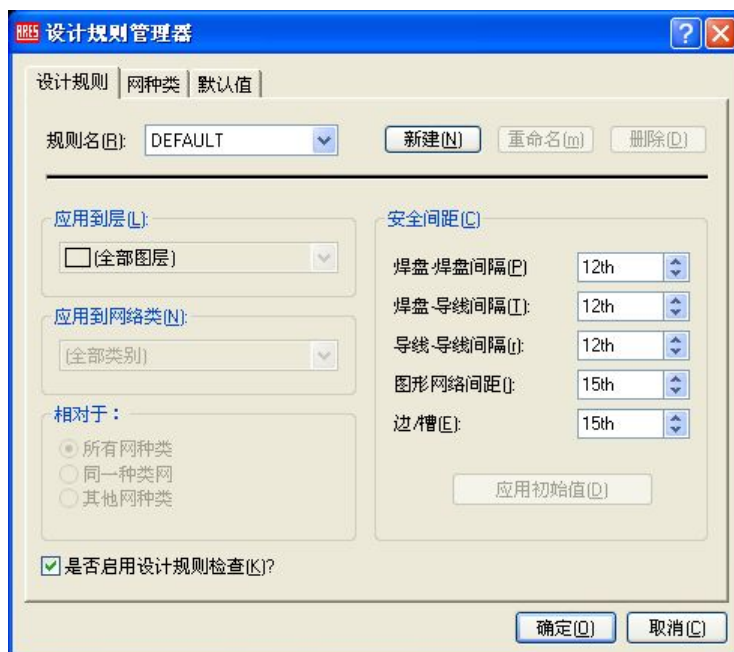 ARES 设计规则管理器
设计规则 网种类 默认值
规则名(R): DEFAULT 新建(N) 重命名(m) 删除(D)
应用到层(L):
(全部图层)
应用到网络类(N):
(全部类别)
相对于：
所有网种类
同一种类网
其他网种类
安全间距(C)
焊盘-焊盘间隔(P) 12th
焊盘-导线间隔(T): 12th
导线-导线间隔(r): 12th
图形网络间距(): 15th
边/槽(E): 15th
应用初始值(D)
是否启用设计规则检查(K)?
确定(O) 取消(C)